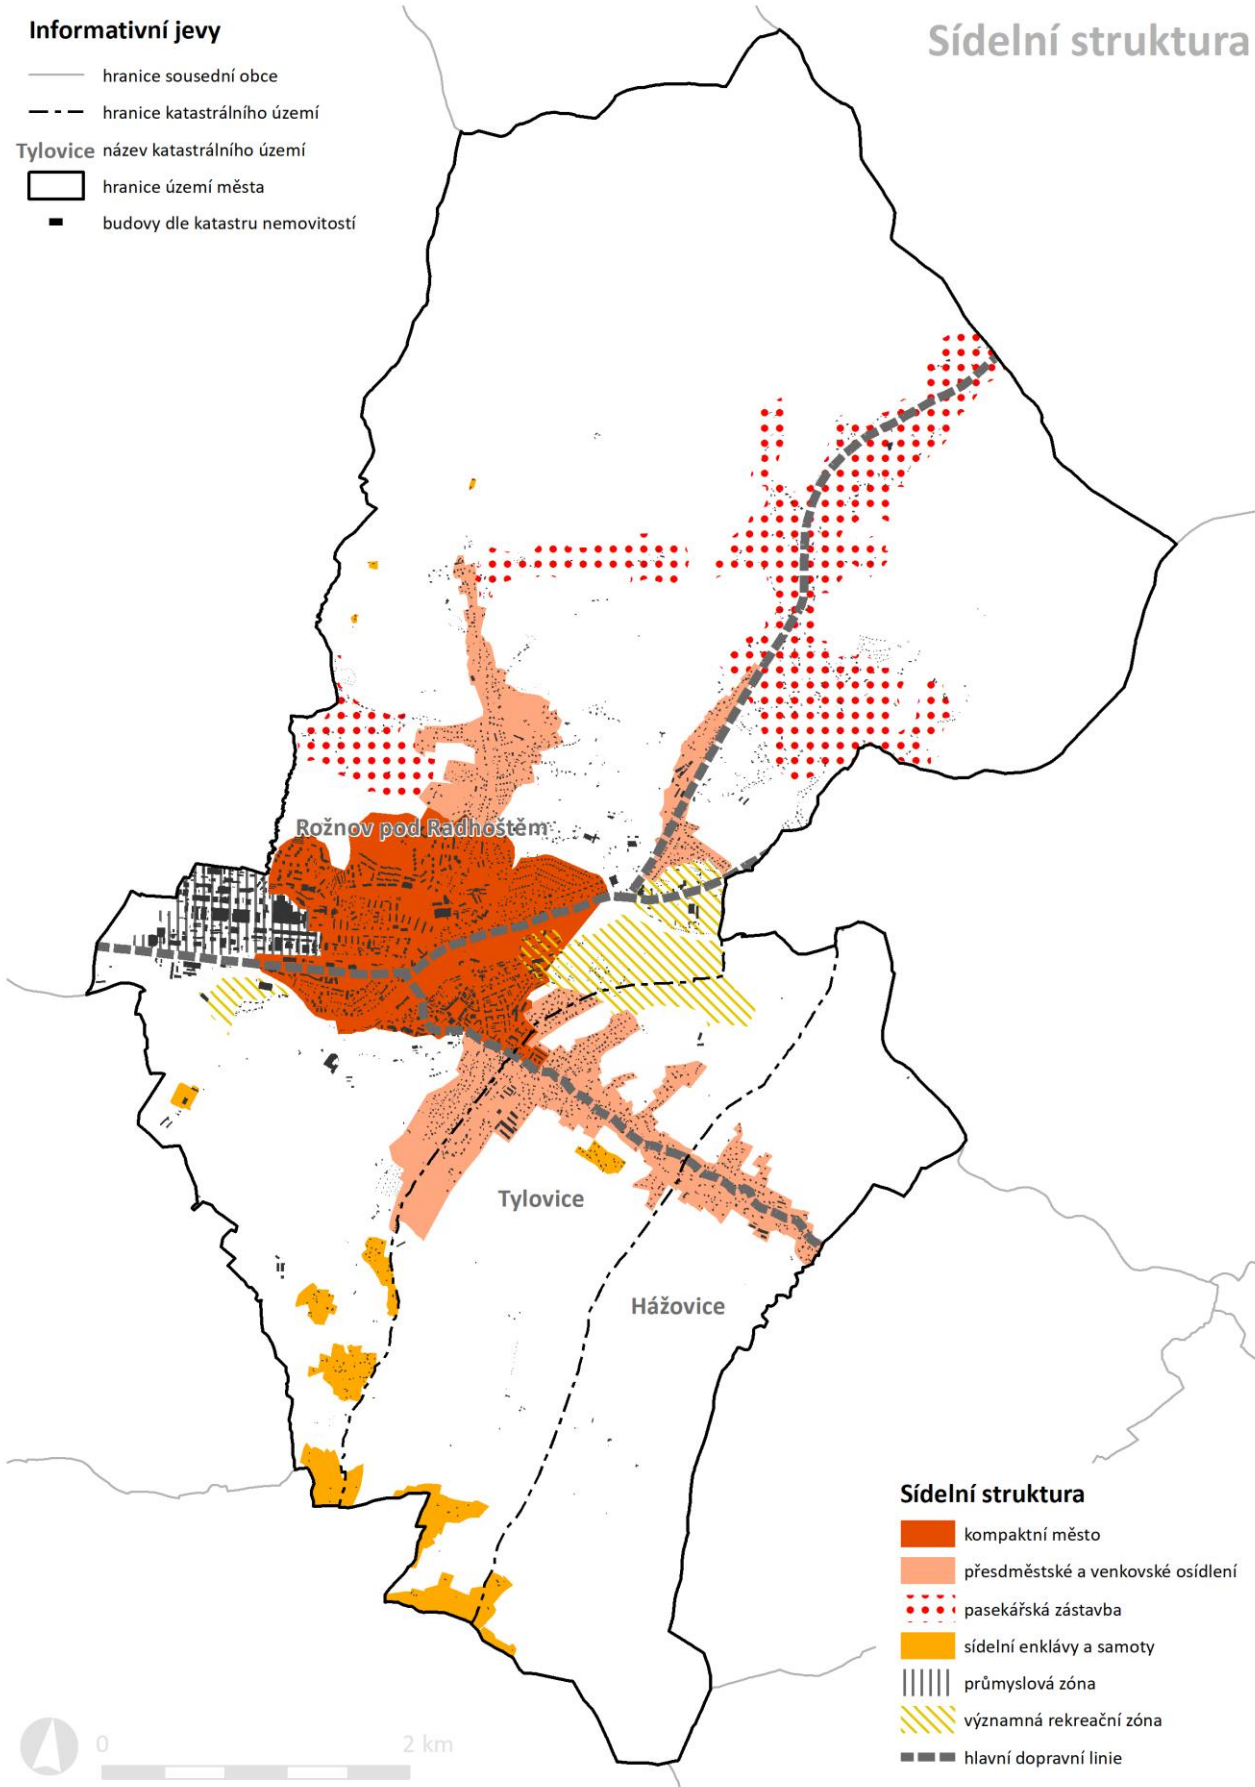 Informativní jevy
Sídelní struktura
hranice sousední obce
hranice katastrálního území
Tylovice název katastrálního území
hranice území města
budovy dle katastru nemovitostí
Rožnov pod Radhoštěm
Tylovice
Hážovice
Sídelní struktura
kompaktní město
přesdměstské a venkovské osídlení
pasekářská zástavba
sídelní enklávy a samoty
průmyslová zóna
významná rekreační zóna
hlavní dopravní linie
0 2 km